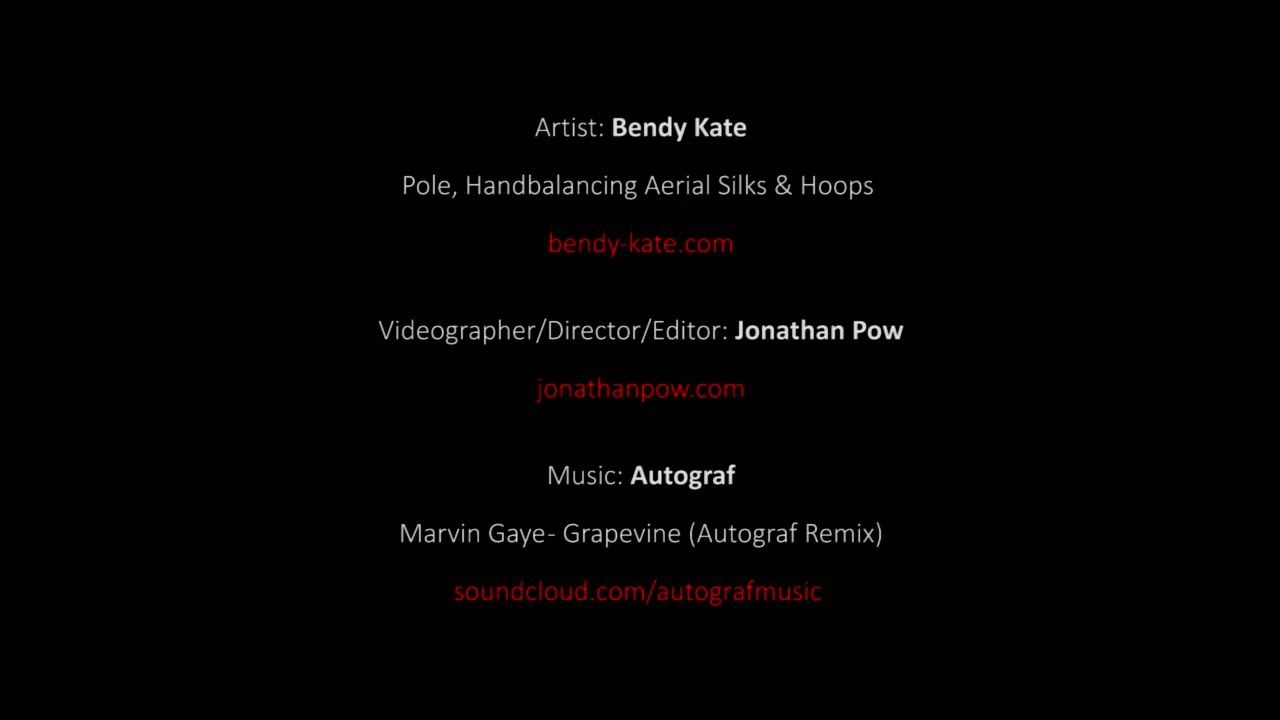 Artist: Bendy Kate
Pole, Handbalancing Aerial Silks & Hoops
bendy-kate.com
Videographer/Director/Editor: Jonathan Pow
jonathanpow.com
Music: Autograf
Marvin Gaye- Grapevine (Autograf Remix)
soundcloud.com/autografmusic